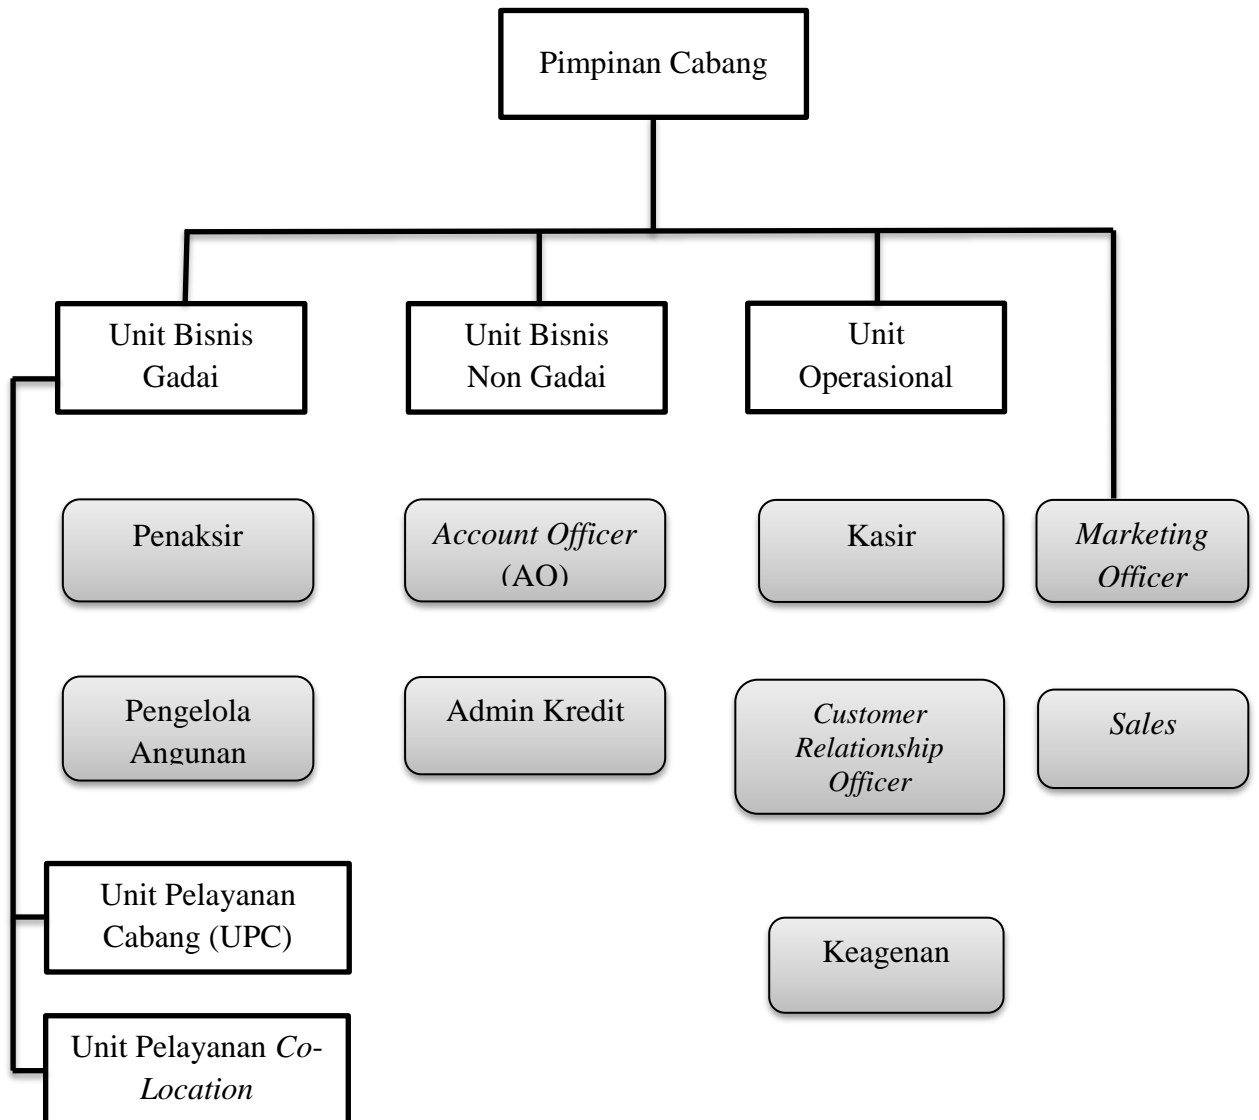 Pimpinan Cabang
Unit Bisnis
Gadai
Unit Bisnis
Non Gadai
Unit
Operasional
Penaksir
Account Officer
(AO)
Kasir
Marketing
Officer
Pengelola
Angunan
Admin Kredit
Customer
Relationship
Officer
Sales
Unit Pelayanan
Cabang (UPC)
Keagenan
Unit Pelayanan Co-
Location